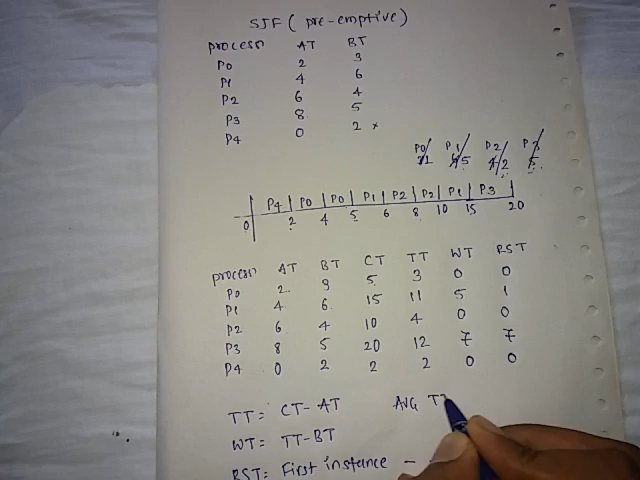 SJF ( pre-emptive)
process AT BT
P0 2 3
P1 4 6
P2 6 4
P3 8 5
P4 0 2 ×
P0 P1 P2 P3
5 2
P4 P0 P0 P1 P2 P2 P1 P3
0 2 4 5 6 8 10 15 20
process AT BT CT TT WT RST
P0 2 3 5 3 0 0
P1 4 6 15 11 5 1
P2 6 4 10 4 0 0
P3 8 5 20 12 7 7
P4 0 2 2 2 0 0
TT = CT - AT AVG TT
WT = TT - BT
RST = First instance -